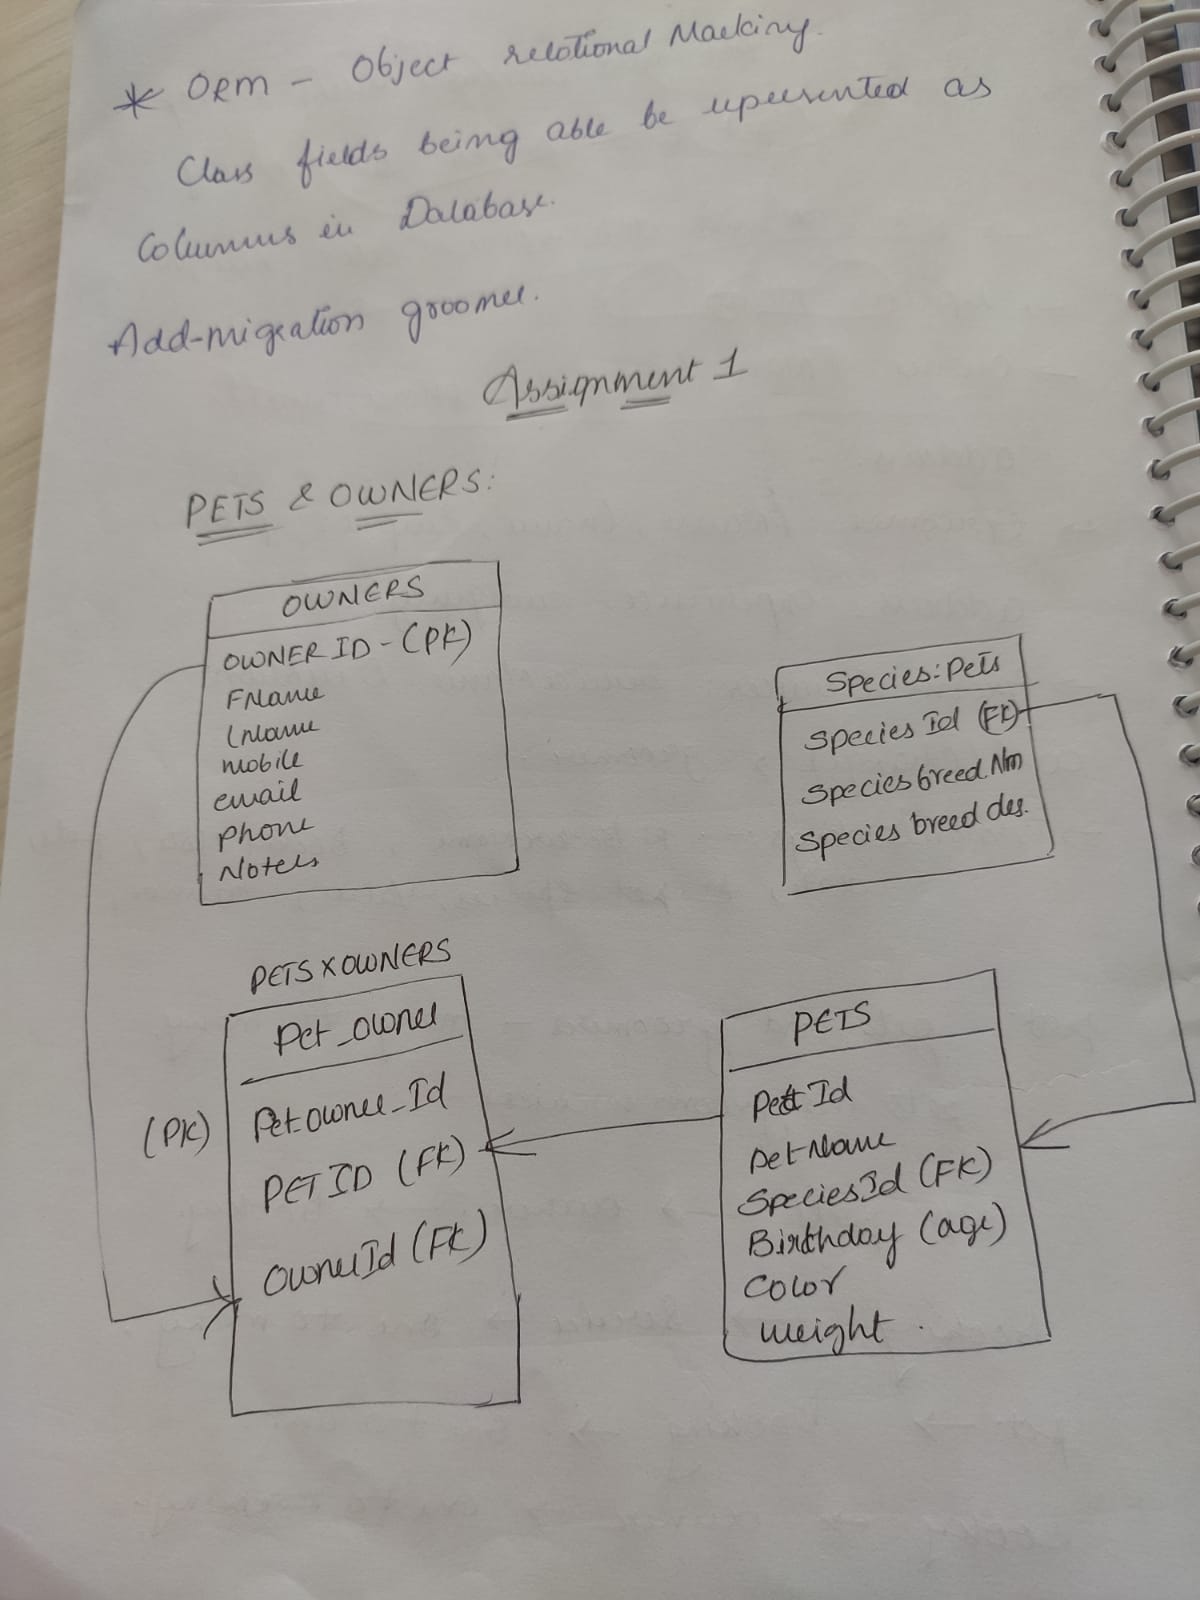 * ORM - Object relational Macking.
Class fields being able be represented as
Columns in Database.
Add-migration groomer.
Assignment 1
PETS & OWNERS:
OWNERS
OWNER ID - (PK)
FName
LName
mobile
email
phone
Notes
Species: Pets
Species Id (FK)
Species breed.Nm
Species breed des.
PETS X OWNERS
Pet_owner
(PK) Pet-owner_Id
PET ID (FK)
OwnerId (FK)
PETS
Pet Id
Pet Name
Species Id (FK)
Birthday (age)
Color
weight.